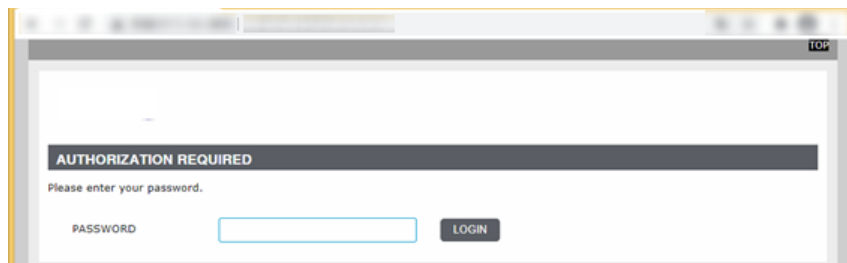 TOP
AUTHORIZATION REQUIRED
Please enter your password.
PASSWORD LOGIN